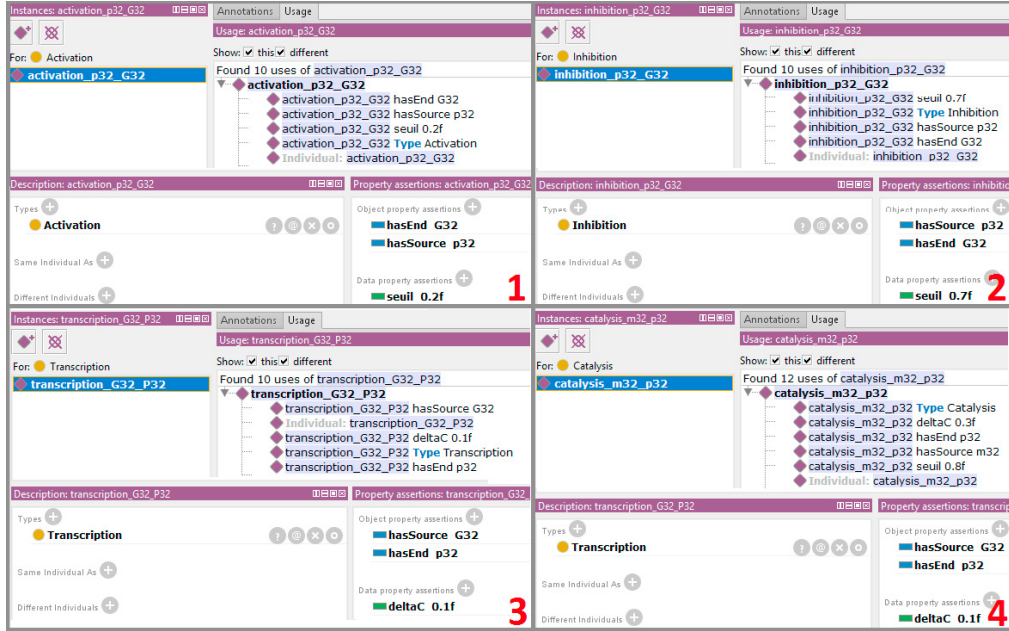 Instances: activation_p32_G32
Annotations Usage
Usage: activation_p32_G32
Show: this different
For: Activation
activation_p32_G32
Found 10 uses of activation_p32_G32
activation_p32_G32
activation_p32_G32 hasEnd G32
activation_p32_G32 hasSource p32
activation_p32_G32 seuil 0.2f
activation_p32_G32 Type Activation
Individual: activation_p32_G32
Description: activation_p32_G32
Property assertions: activation_p32_G32
Types
Activation
Same Individual As
Different Individuals
Object property assertions
hasEnd G32
hasSource p32
Data property assertions
seuil 0.2f
1
Instances: inhibition_p32_G32
Annotations Usage
Usage: inhibition_p32_G32
Show: this different
For: Inhibition
inhibition_p32_G32
Found 10 uses of inhibition_p32_G32
inhibition_p32_G32
inhibition_p32_G32 seuil 0.7f
inhibition_p32_G32 Type Inhibition
inhibition_p32_G32 hasSource p32
inhibition_p32_G32 hasEnd G32
Individual: inhibition_p32_G32
Description: inhibition_p32_G32
Property assertions: inhibitio
Types
Inhibition
Same Individual As
Different Individuals
Object property assertions
hasSource p32
hasEnd G32
Data property assertions
seuil 0.7f
2
Instances: transcription_G32_P32
Annotations Usage
Usage: transcription_G32_P32
Show: this different
For: Transcription
transcription_G32_P32
Found 10 uses of transcription_G32_P32
transcription_G32_P32
transcription_G32_P32 hasSource G32
Individual: transcription_G32_P32
transcription_G32_P32 deltaC 0.1f
transcription_G32_P32 Type Transcription
transcription_G32_P32 hasEnd p32
Description: transcription_G32_P32
Property assertions: transcription_G32_
Types
Transcription
Same Individual As
Different Individuals
Object property assertions
hasSource G32
hasEnd p32
Data property assertions
deltaC 0.1f
3
Instances: catalysis_m32_p32
Annotations Usage
Usage: catalysis_m32_p32
Show: this different
For: Catalysis
catalysis_m32_p32
Found 12 uses of catalysis_m32_p32
catalysis_m32_p32
catalysis_m32_p32 Type Catalysis
catalysis_m32_p32 deltaC 0.3f
catalysis_m32_p32 hasEnd p32
catalysis_m32_p32 hasSource m32
catalysis_m32_p32 seuil 0.8f
Individual: catalysis_m32_p32
Description: transcription_G32_P32
Property assertions: transcrip
Types
Transcription
Same Individual As
Different Individuals
Object property assertions
hasSource G32
hasEnd p32
Data property assertions
deltaC 0.1f
4